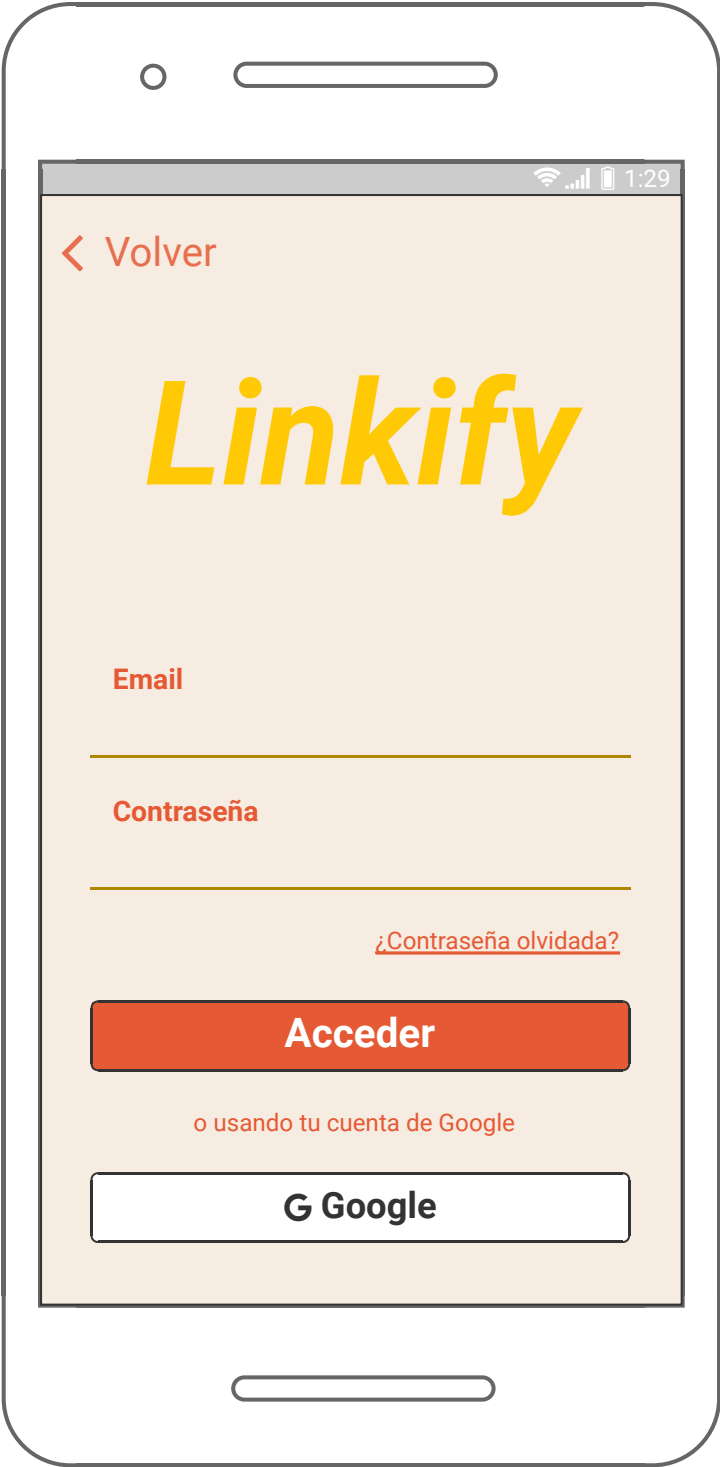 1:29
Volver
Linkify
Email
Contraseña
¿Contraseña olvidada?
Acceder
o usando tu cuenta de Google
G Google